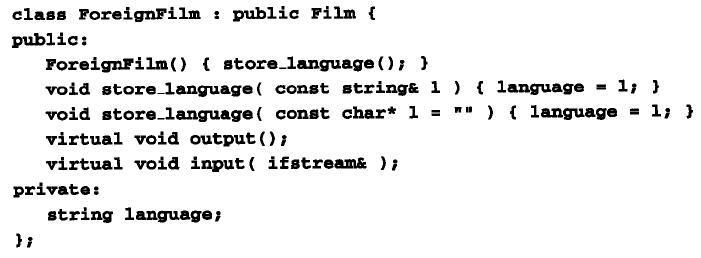 class ForeignFilm : public Film {
public:
ForeignFilm() { store_language(); }
void store_language( const string& l ) { language = l; }
void store_language( const char* l = "" ) { language = l; }
virtual void output();
virtual void input( ifstream& );
private:
string language;
};